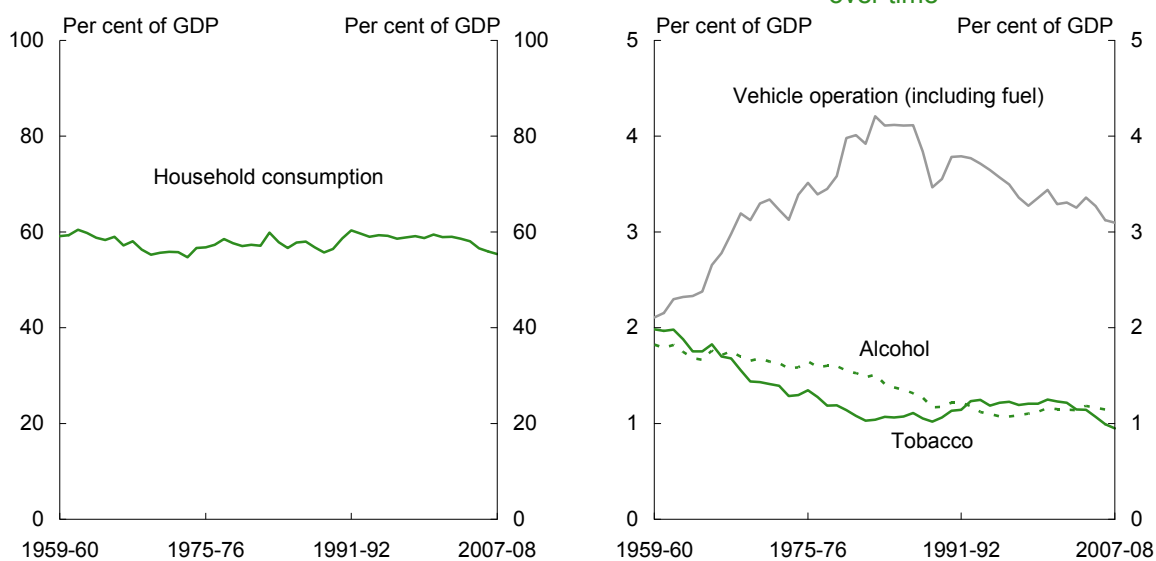 over time
Per cent of GDP Per cent of GDP
100 100
80 80
Household consumption
60 60
40 40
20 20
0 0
1959-60 1975-76 1991-92 2007-08
Per cent of GDP Per cent of GDP
5 5
Vehicle operation (including fuel)
4 4
3 3
2 2
Alcohol
1 1
Tobacco
0 0
1959-60 1975-76 1991-92 2007-08